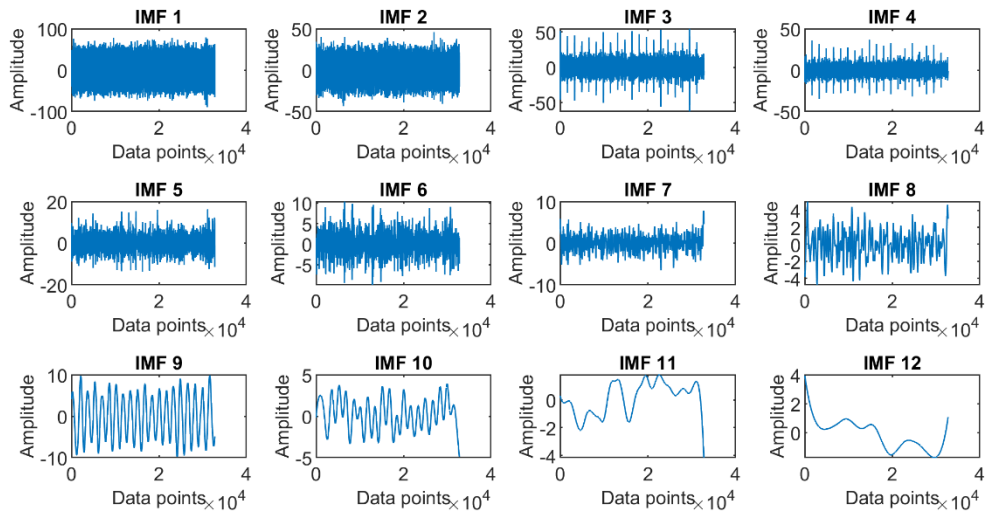 IMF 1 IMF 2 IMF 3 IMF 4
Amplitude 100 0 -100 Amplitude 50 0 -50 Amplitude 50 0 -50 Amplitude 50 0 -50
0 2 4 0 2 4 0 2 4 0 2 4
Data points ×10^4 Data points ×10^4 Data points ×10^4 Data points ×10^4
IMF 5 IMF 6 IMF 7 IMF 8
Amplitude 20 0 -20 Amplitude 10 5 0 -5 Amplitude 10 0 -10 Amplitude 4 2 0 -2 -4
0 2 4 0 2 4 0 2 4 0 2 4
Data points ×10^4 Data points ×10^4 Data points ×10^4 Data points ×10^4
IMF 9 IMF 10 IMF 11 IMF 12
Amplitude 10 0 -10 Amplitude 5 0 -5 Amplitude 0 -2 -4 Amplitude 4 2 0
0 2 4 0 2 4 0 2 4 0 2 4
Data points ×10^4 Data points ×10^4 Data points ×10^4 Data points ×10^4